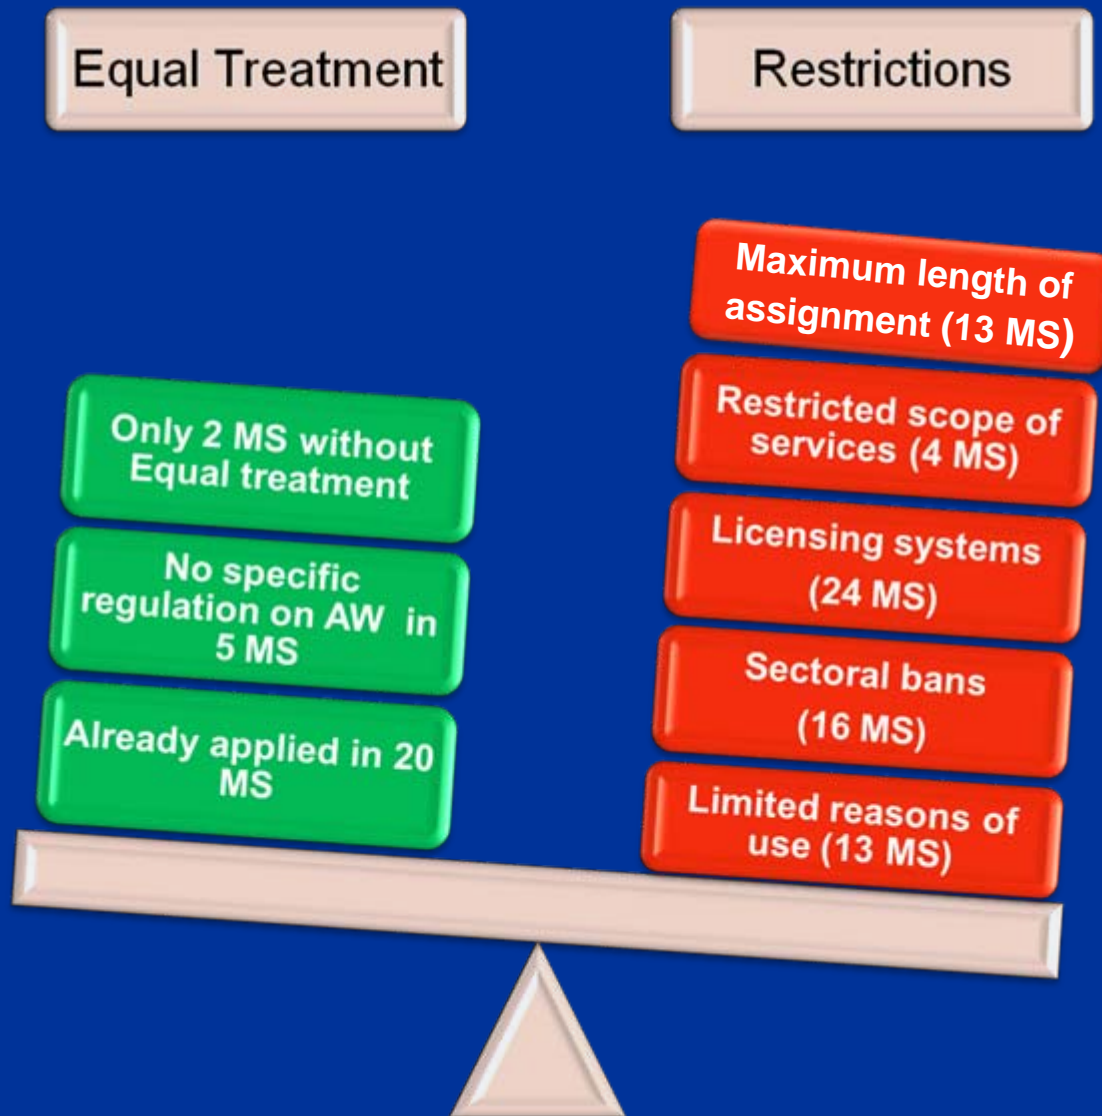 Equal Treatment
Only 2 MS without
Equal treatment
No specific
regulation on AW in
5 MS
Already applied in 20
MS
Restrictions
Maximum length of
assignment (13 MS)
Restricted scope of
services (4 MS)
Licensing systems
(24 MS)
Sectoral bans
(16 MS)
Limited reasons of
use (13 MS)